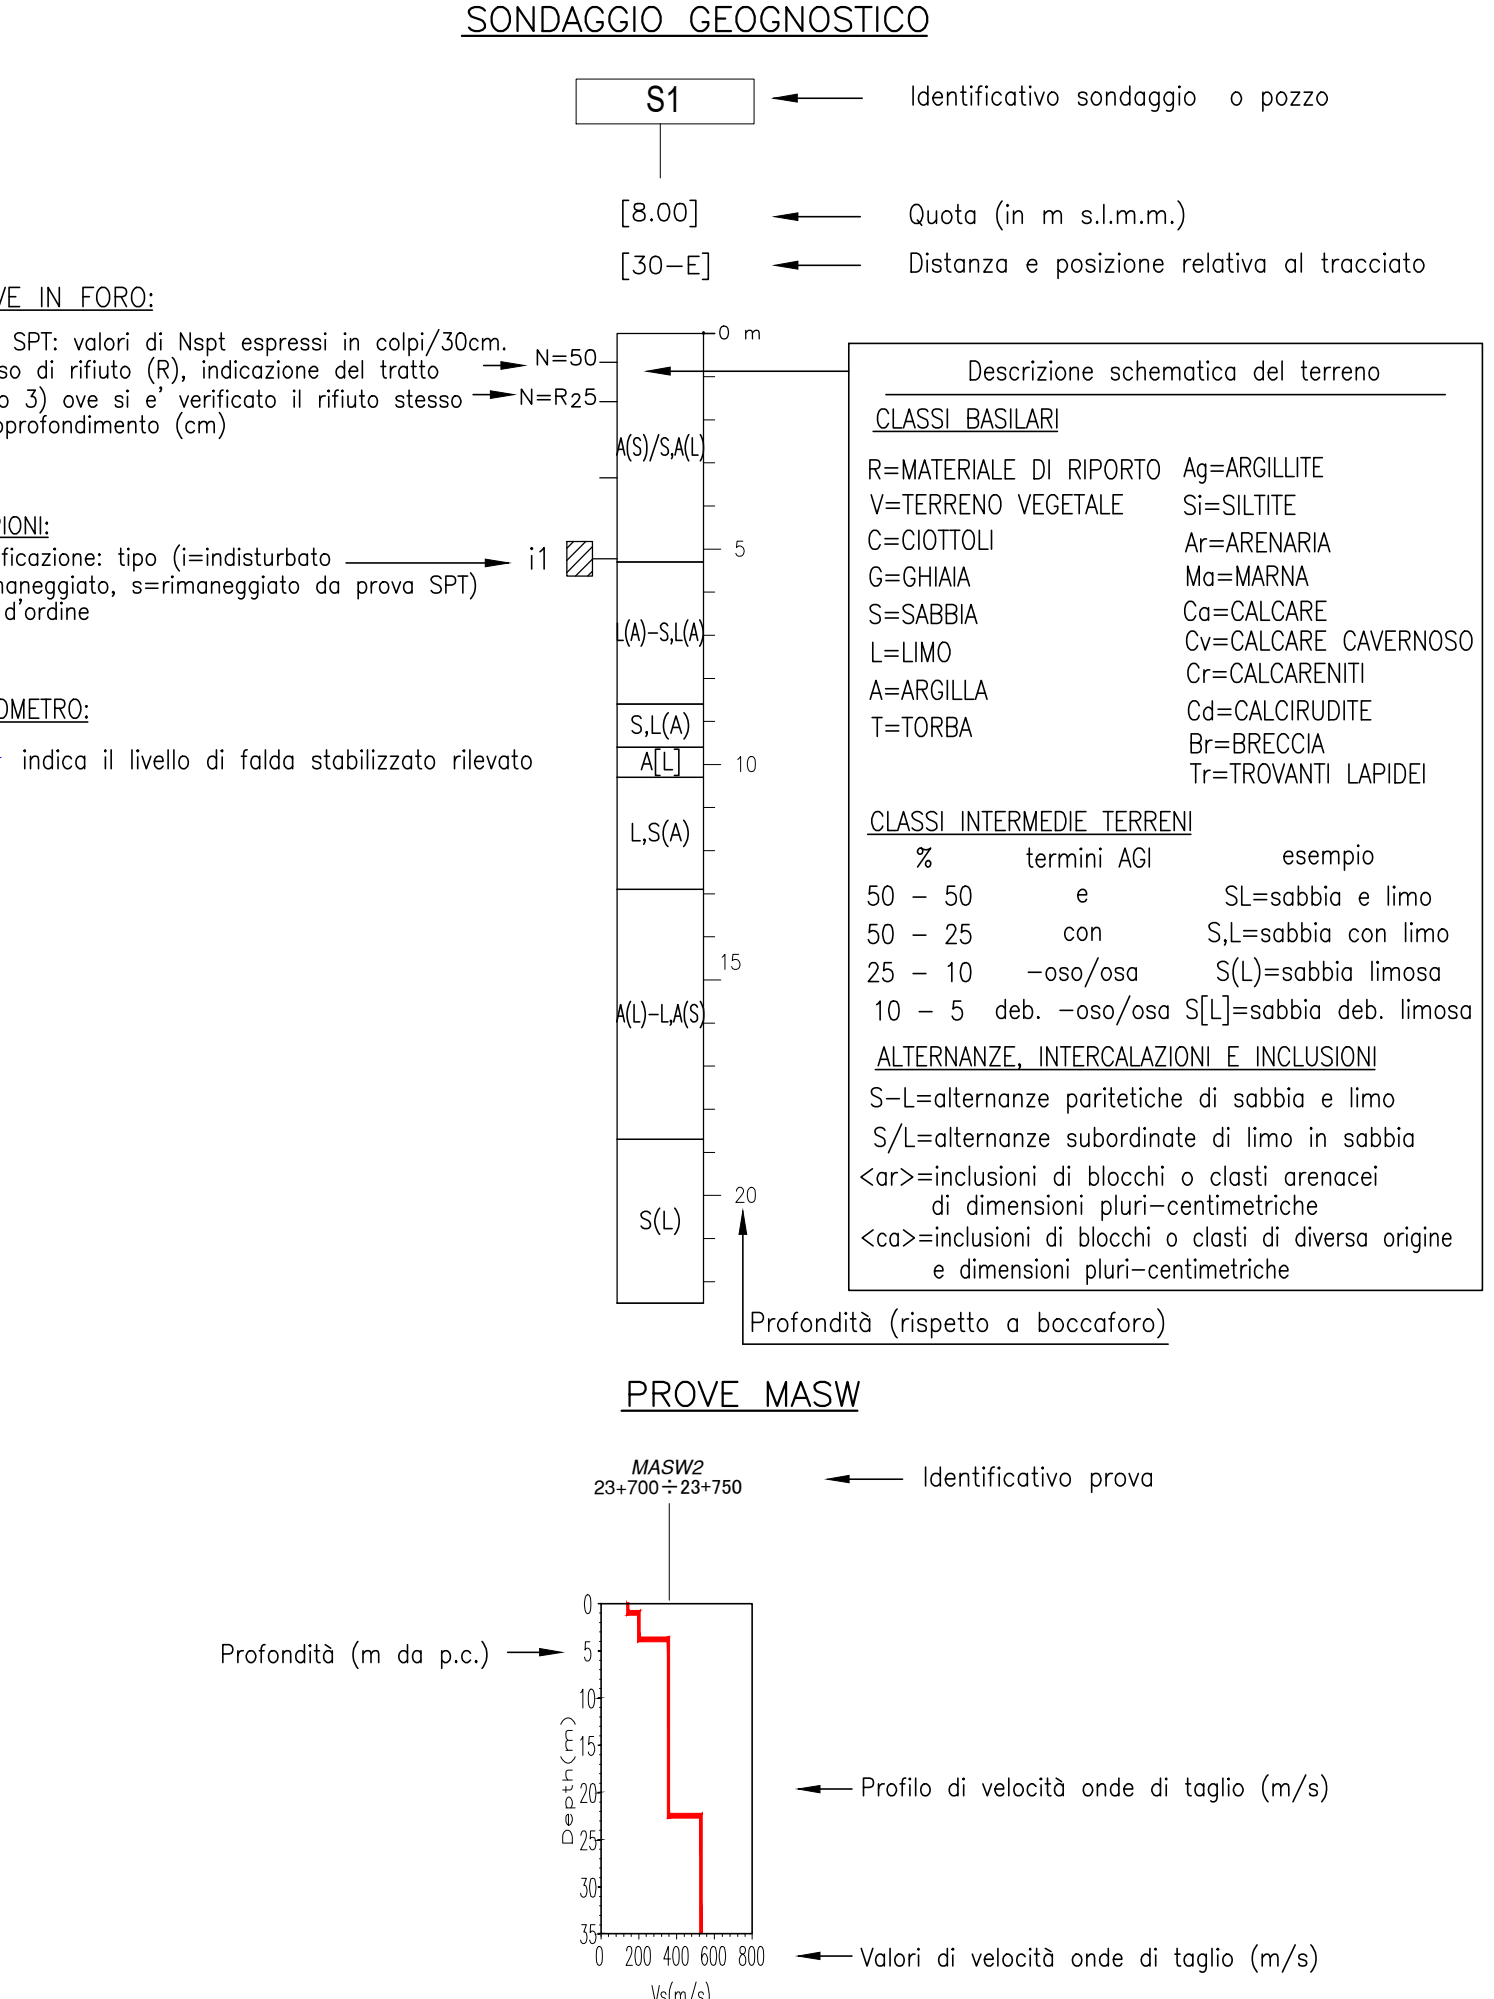 SONDAGGIO GEOGNOSTICO
S1
Identificativo sondaggio o pozzo
[8.00]
Quota (in m s.l.m.m.)
[30-E]
Distanza e posizione relativa al tracciato
VE IN FORO:
SPT: valori di Nspt espressi in colpi/30cm.
so di rifiuto (R), indicazione del tratto
o 3) ove si e' verificato il rifiuto stesso
pprofondimento (cm)
N=50
N=R25
PIONI:
ificazione: tipo (i=indisturbato
maneggiato, s=rimaneggiato da prova SPT)
d'ordine
i1
OMETRO:
indica il livello di falda stabilizzato rilevato
0 m
5
10
15
20
A(S)/S,A(L)
L(A)-S,L(A)
S,L(A)
A[L]
L,S(A)
A(L)-L,A(S)
S(L)
Profondità (rispetto a boccaforo)
Descrizione schematica del terreno
CLASSI BASILARI
R=MATERIALE DI RIPORTO
V=TERRENO VEGETALE
C=CIOTTOLI
G=GHIAIA
S=SABBIA
L=LIMO
A=ARGILLA
T=TORBA
Ag=ARGILLITE
Si=SILTITE
Ar=ARENARIA
Ma=MARNA
Ca=CALCARE
Cv=CALCARE CAVERNOSO
Cr=CALCARENITI
Cd=CALCIRUDITE
Br=BRECCIA
Tr=TROVANTI LAPIDEI
CLASSI INTERMEDIE TERRENI
% termini AGI esempio
50 - 50 e SL=sabbia e limo
50 - 25 con S,L=sabbia con limo
25 - 10 -oso/osa S(L)=sabbia limosa
10 - 5 deb. -oso/osa S[L]=sabbia deb. limosa
ALTERNANZE, INTERCALAZIONI E INCLUSIONI
S-L=alternanze paritetiche di sabbia e limo
S/L=alternanze subordinate di limo in sabbia
<ar>=inclusioni di blocchi o clasti arenacei
di dimensioni pluri-centimetriche
<ca>=inclusioni di blocchi o clasti di diversa origine
e dimensioni pluri-centimetriche
PROVE MASW
MASW2
23+700÷23+750
Identificativo prova
Profondità (m da p.c.)
0
5
10
15
20
25
30
35
Depth(m)
0 200 400 600 800
Vs(m/s)
Profilo di velocità onde di taglio (m/s)
Valori di velocità onde di taglio (m/s)